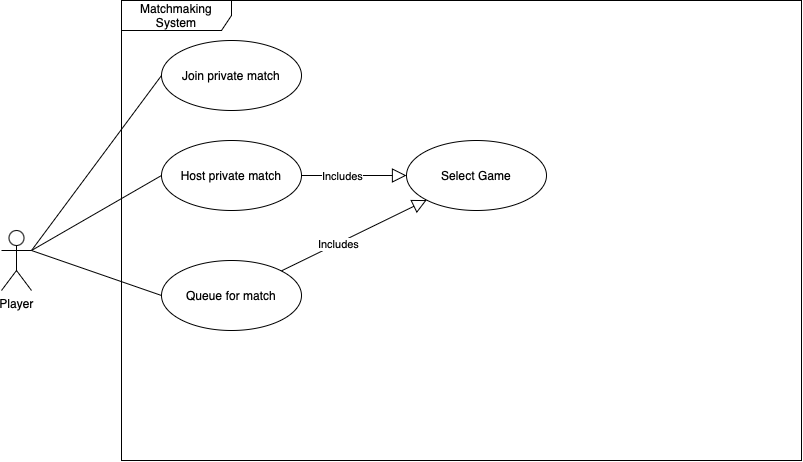 Matchmaking
System
Join private match
Host private match
Includes
Select Game
Includes
Queue for match
Player